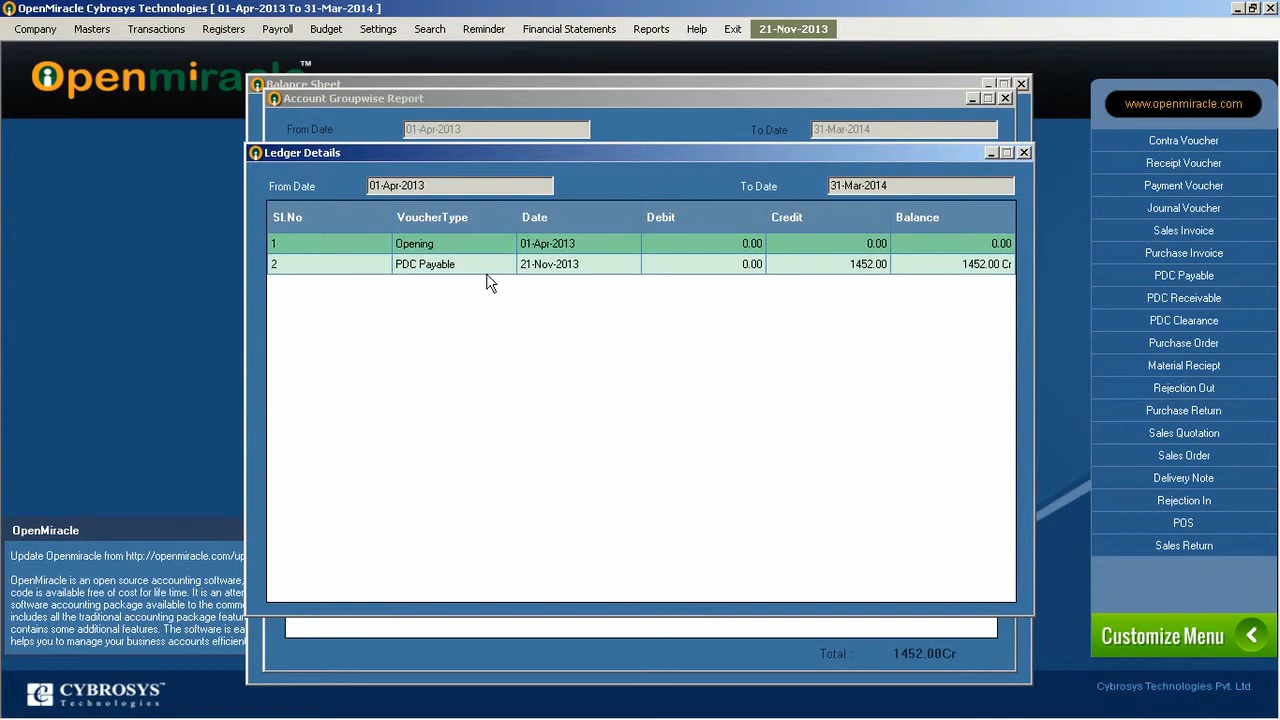 OpenMiracle Cybrosys Technologies [ 01-Apr-2013 To 31-Mar-2014 ]
Company Masters Transactions Registers Payroll Budget Settings Search Reminder Financial Statements Reports Help Exit 21-Nov-2013
Openmiracle™
Balance Sheet
Account Groupwise Report
From Date 01-Apr-2013 To Date 31-Mar-2014
Ledger Details
From Date 01-Apr-2013 To Date 31-Mar-2014
Sl.No VoucherType Date Debit Credit Balance
1 Opening 01-Apr-2013 0.00 0.00 0.00
2 PDC Payable 21-Nov-2013 0.00 1452.00 1452.00 Cr
Total : 1452.00Cr
www.openmiracle.com
Contra Voucher
Receipt Voucher
Payment Voucher
Journal Voucher
Sales Invoice
Purchase Invoice
PDC Payable
PDC Receivable
PDC Clearance
Purchase Order
Material Reciept
Rejection Out
Purchase Return
Sales Quotation
Sales Order
Delivery Note
Rejection In
POS
Sales Return
Customize Menu
OpenMiracle
Update Openmiracle from http://openmiracle.com/up
OpenMiracle is an open source accounting software,
code is available free of cost for life time. It is an
software accounting package available to the
includes all the traditional accounting package
contains some additional features. The software is
helps you to manage your business accounts
CYBROSYS™
Technologies
Cybrosys Technologies Pvt. Ltd.